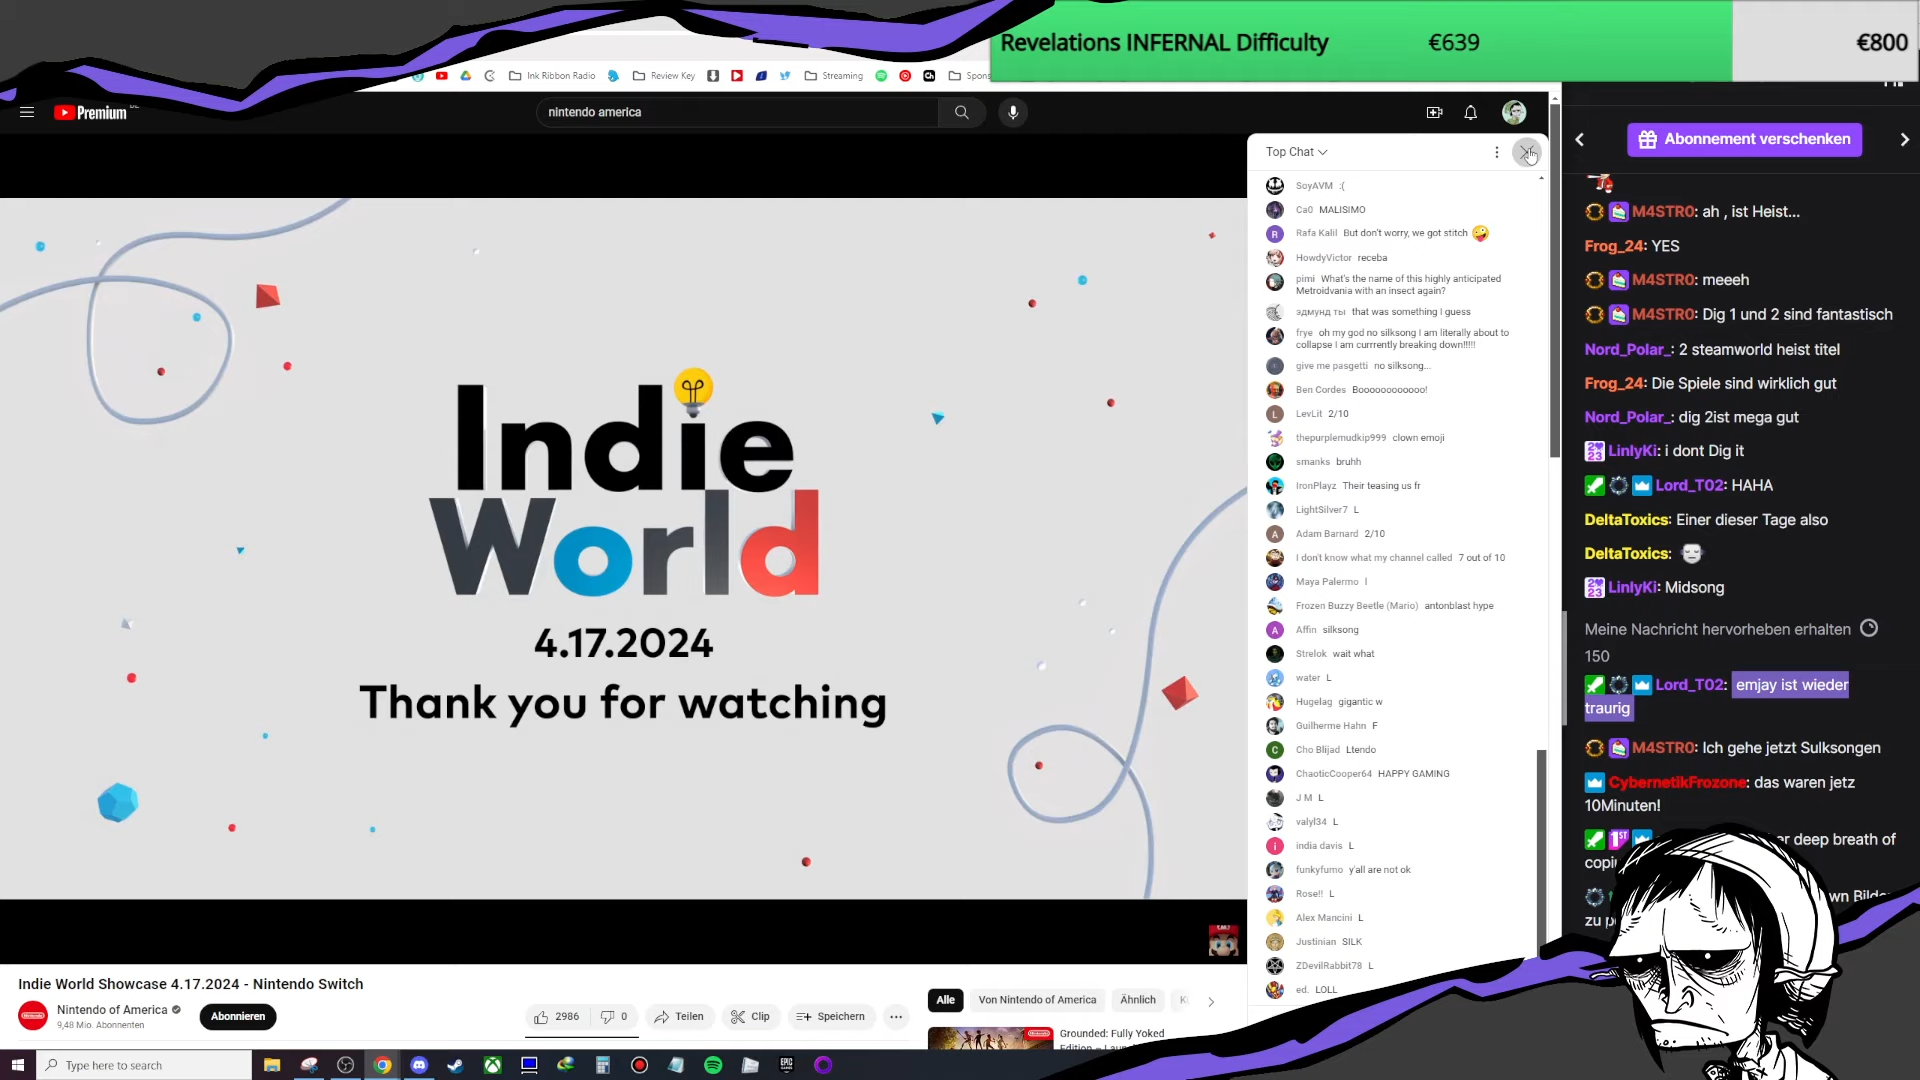 Revelations INFERNAL Difficulty €639 €800
Ink Ribbon Radio Review Key Streaming
Premium
nintendo america
Top Chat
SoyAVM :(
Ca0 MALISIMO
Rafa Kalil But don't worry, we got stitch
HowdyVictor receba
pimi What's the name of this highly anticipated
Metroidvania with an insect again?
эдмунд ты that was something I guess
frye oh my god no silksong I am literally about to
collapse I am currrently breaking down!!!!!
give me pasgetti no silksong...
Ben Cordes Boooooooooooo!
LevLit 2/10
thepurplemudkip999 clown emoji
smanks bruhh
IronPlayz Their teasing us fr
LightSilver7 L
Adam Barnard 2/10
I don't know what my channel called 7 out of 10
Maya Palermo l
Frozen Buzzy Beetle (Mario) antonblast hype
Affin silksong
Strelok wait what
water L
Hugelag gigantic w
Guilherme Hahn F
Cho Blijad Ltendo
ChaoticCooper64 HAPPY GAMING
J M L
valyl34 L
india davis L
funkyfumo y'all are not ok
Rose!! L
Alex Mancini L
Justinian SILK
ZDevilRabbit78 L
ed. LOLL
Indie
World
4.17.2024
Thank you for watching
Indie World Showcase 4.17.2024 - Nintendo Switch
Nintendo of America
9,48 Mio. Abonnenten
Abonnieren
2986 0 Teilen Clip Speichern
Alle Von Nintendo of America Ähnlich
Grounded: Fully Yoked
Type here to search
Abonnement verschenken
M4STR0: ah , ist Heist...
Frog_24: YES
M4STR0: meeeh
M4STR0: Dig 1 und 2 sind fantastisch
Nord_Polar_: 2 steamworld heist titel
Frog_24: Die Spiele sind wirklich gut
Nord_Polar_: dig 2ist mega gut
LinlyKi: i dont Dig it
Lord_T02: HAHA
DeltaToxics: Einer dieser Tage also
DeltaToxics:
LinlyKi: Midsong
Meine Nachricht hervorheben erhalten
150
Lord_T02: emjay ist wieder
traurig
M4STR0: Ich gehe jetzt Sulksongen
CybernetikFrozone: das waren jetz
10Minuten!
deep breath of